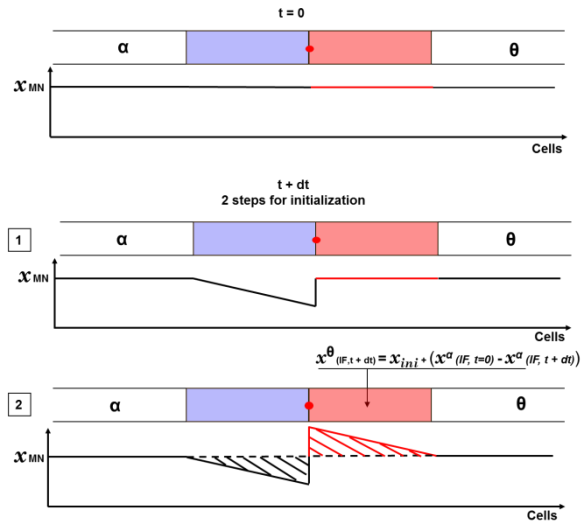 t = 0
α θ
x MN
Cells
t + dt
2 steps for initialization
1 α θ
x MN
Cells
x^θ (IF,t + dt) = x_ini + (x^α (IF, t=0) - x^α (IF, t + dt))
2 α θ
x MN
Cells